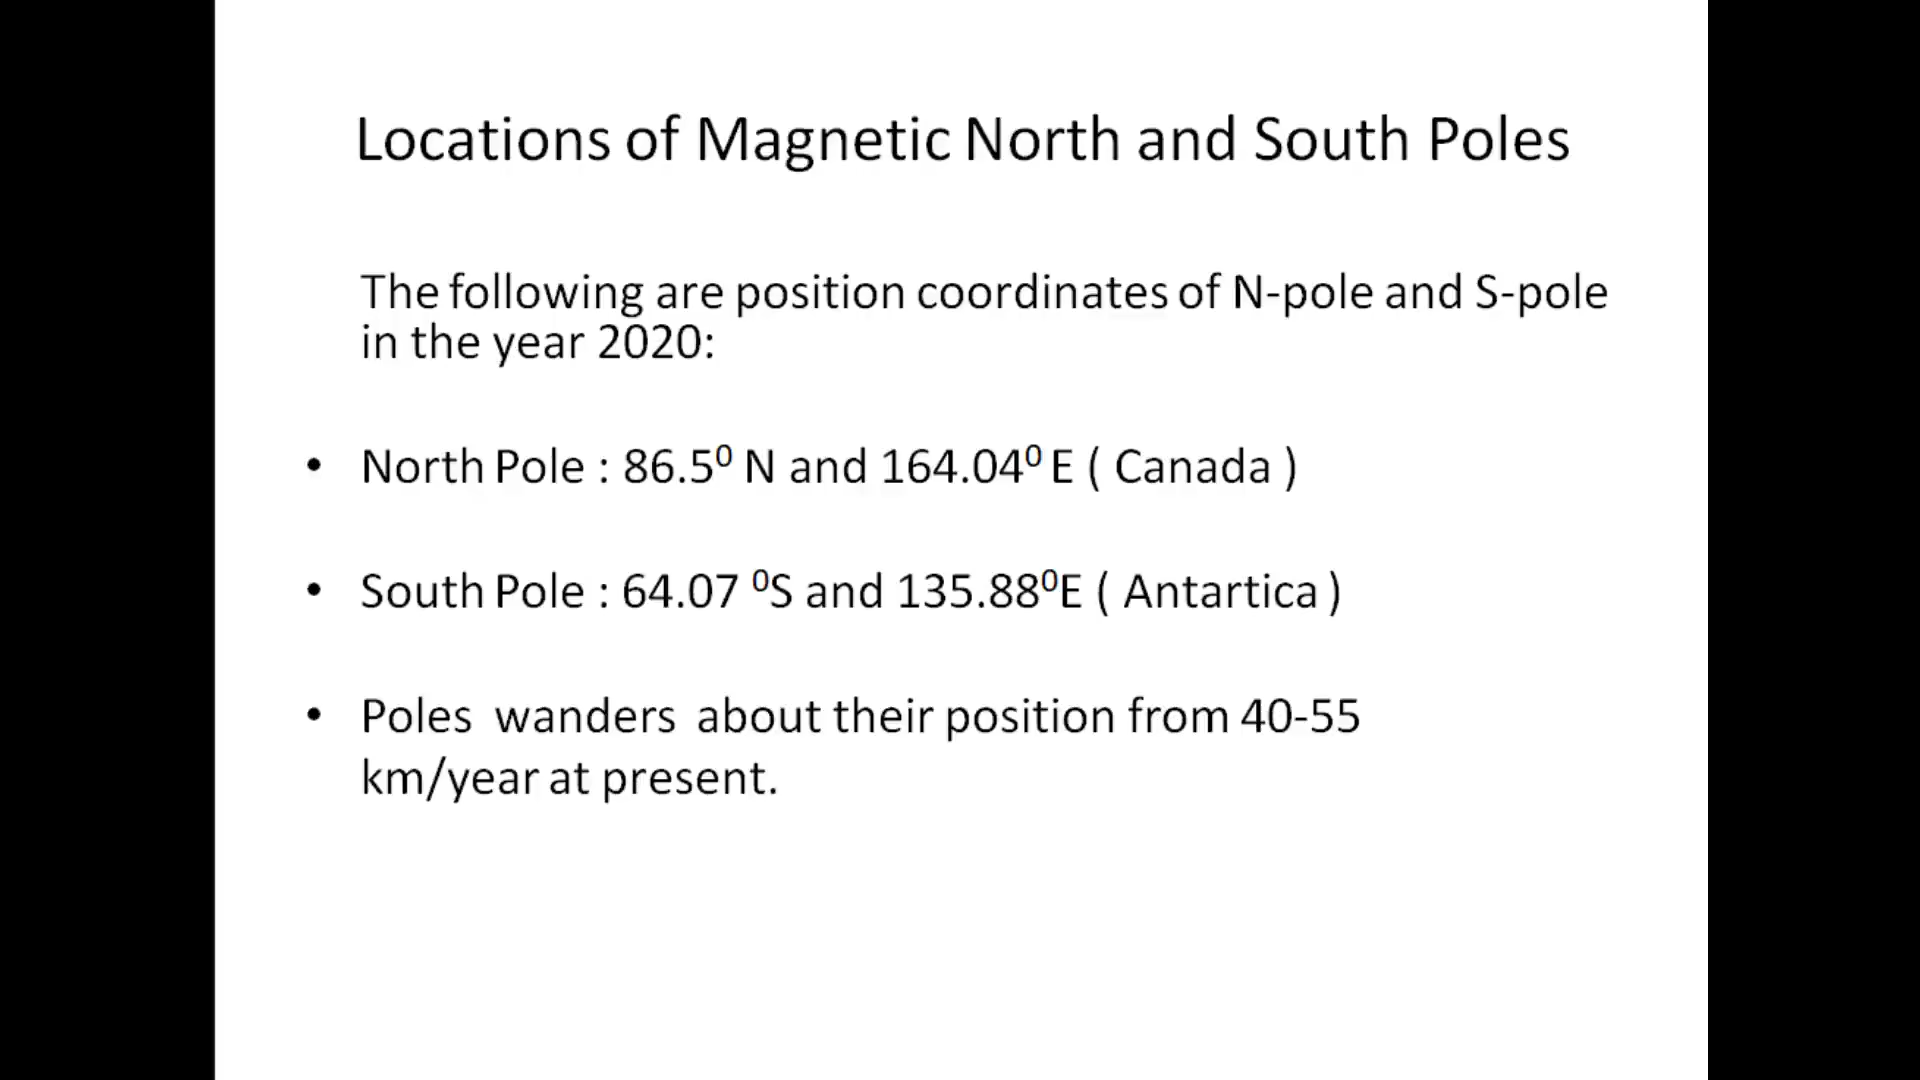 Locations of Magnetic North and South Poles
The following are position coordinates of N-pole and S-pole
in the year 2020:
• North Pole : 86.5⁰ N and 164.04⁰ E ( Canada )
• South Pole : 64.07 ⁰S and 135.88⁰E ( Antartica )
• Poles wanders about their position from 40-55
km/year at present.